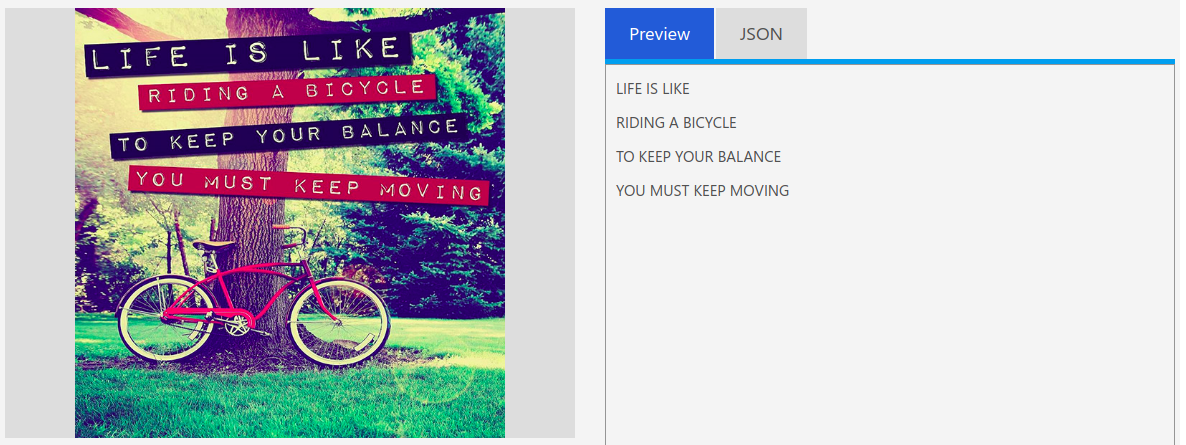 LIFE IS LIKE
RIDING A BICYCLE
TO KEEP YOUR BALANCE
YOU MUST KEEP MOVING
Preview JSON
LIFE IS LIKE
RIDING A BICYCLE
TO KEEP YOUR BALANCE
YOU MUST KEEP MOVING